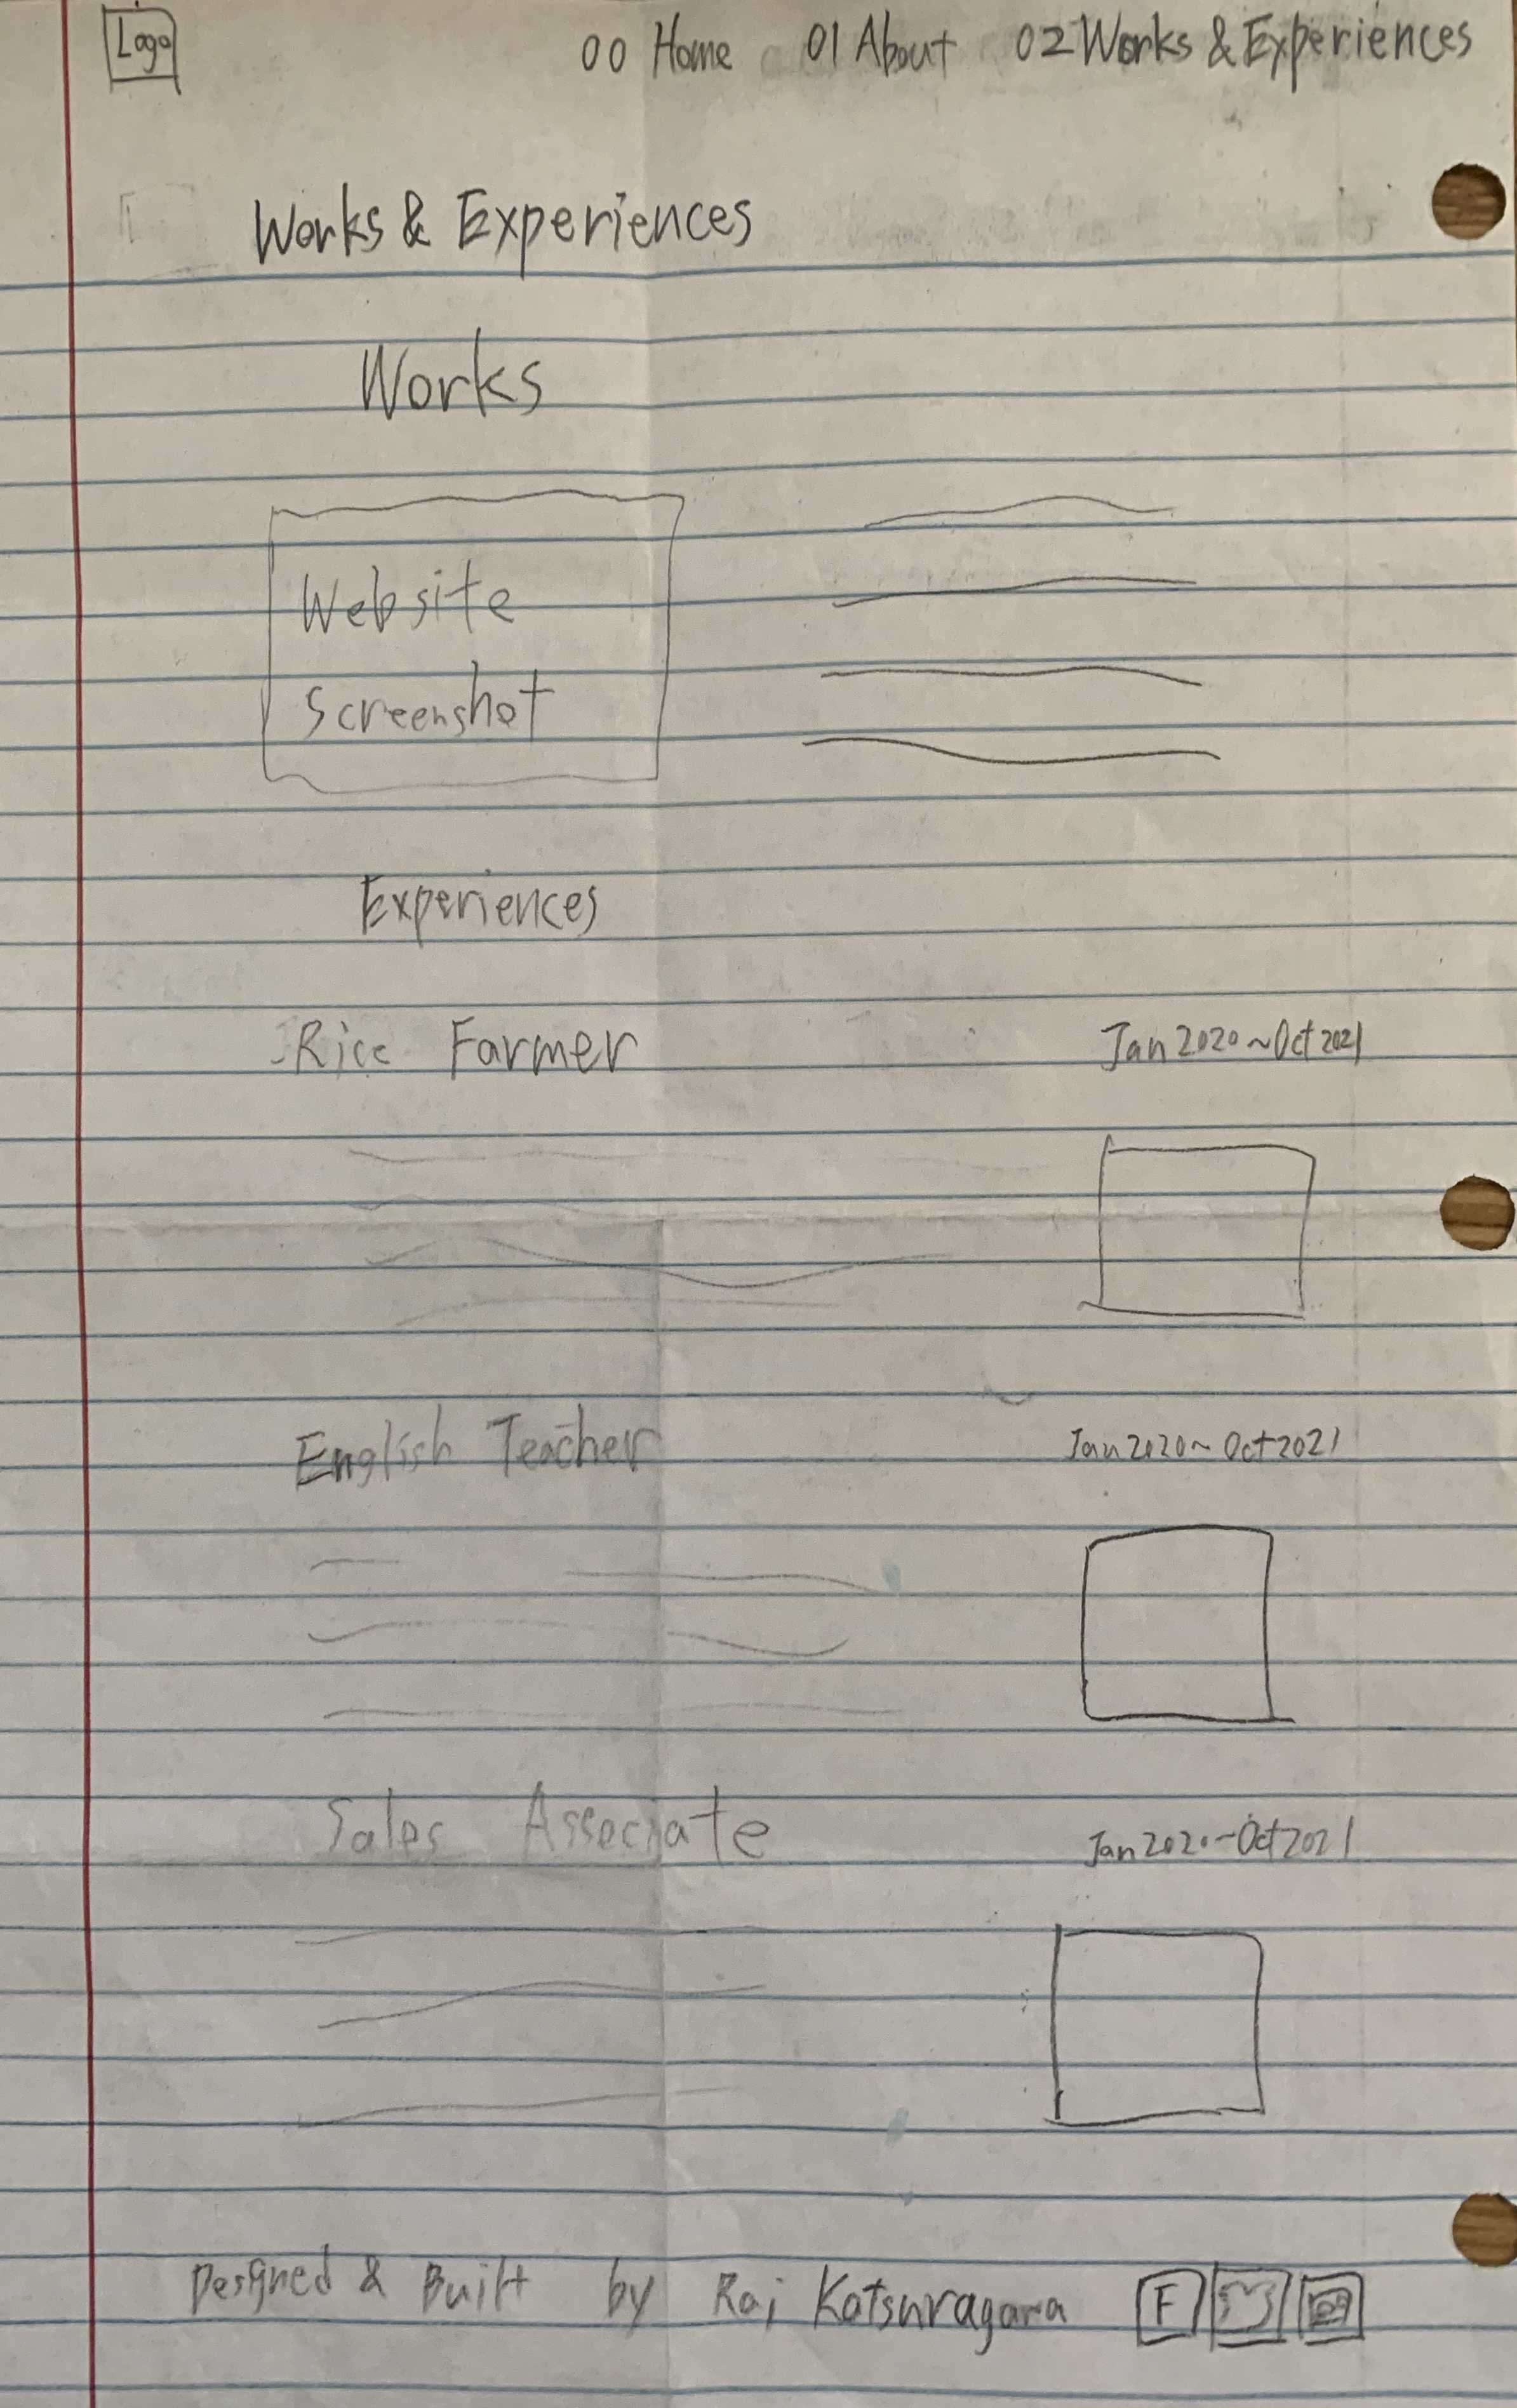 Logo
00 Home 01 About 02 Works & Experiences
Works & Experiences
Works
Website
Screenshot
Experiences
Rice Farmer Jan 2020~Oct 2021
English Teacher Jan 2020~Oct 2021
Sales Associate Jan 2020~Oct 2021
Designed & Built by Rai Katsuragawa F